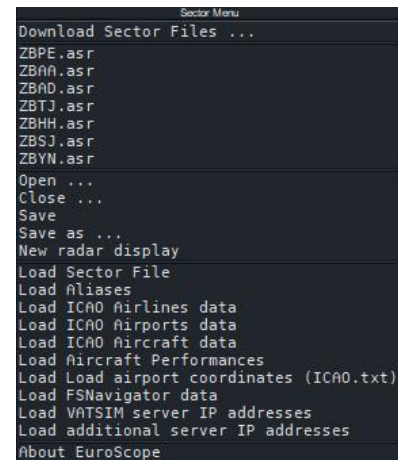 Sector Menu
Download Sector Files ...
ZBPE.asr
ZBAA.asr
ZBAD.asr
ZBTJ.asr
ZBHH.asr
ZBSJ.asr
ZBYN.asr
Open ...
Close ...
Save
Save as ...
New radar display
Load Sector File
Load Aliases
Load ICAO Airlines data
Load ICAO Airports data
Load ICAO Aircraft data
Load Aircraft Performances
Load Load airport coordinates (ICAO.txt)
Load FSNavigator data
Load VATSIM server IP addresses
Load additional server IP addresses
About EuroScope